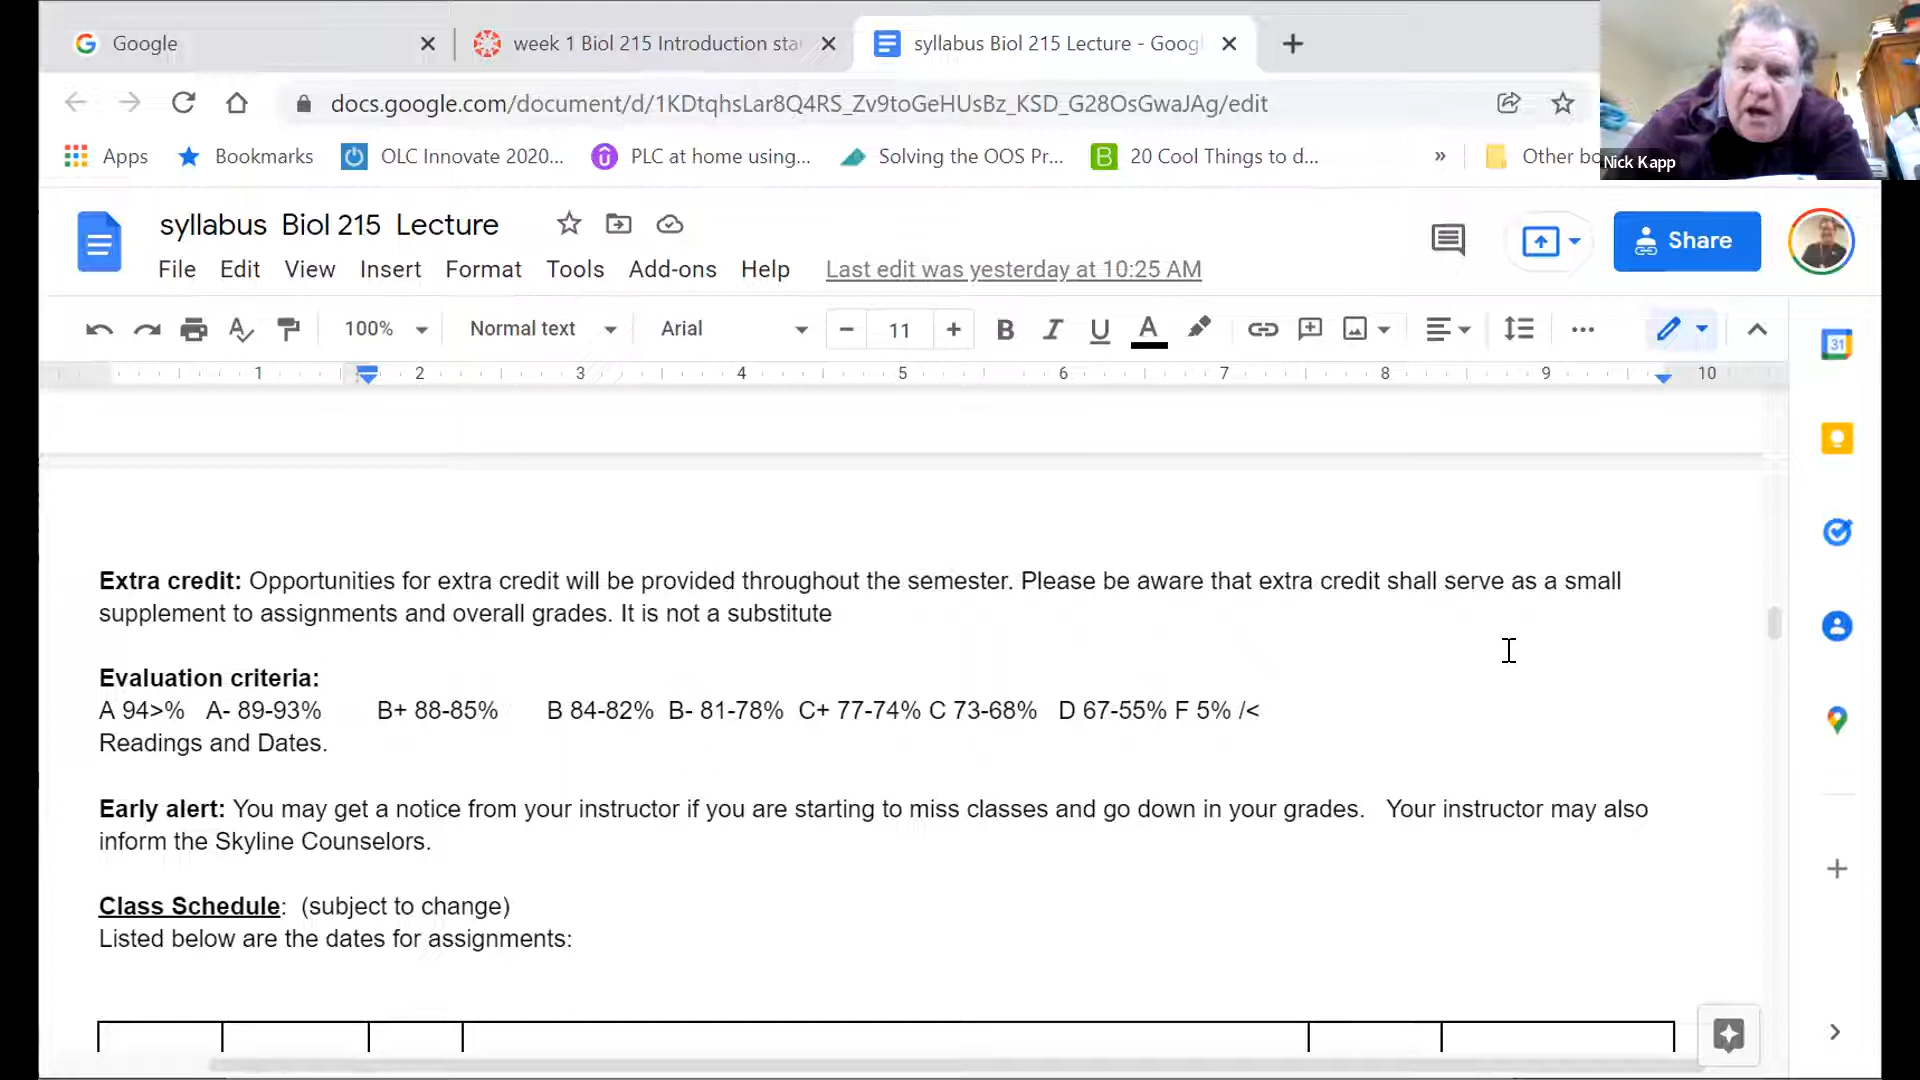 Google
week 1 Biol 215 Introduction sta
syllabus Biol 215 Lecture - Goog
docs.google.com/document/d/1KDtqhsLar8Q4RS_Zv9toGeHUsBz_KSD_G28OsGwaJAg/edit
Apps Bookmarks OLC Innovate 2020... PLC at home using... Solving the OOS Pr... B 20 Cool Things to d... » Other bo
Nick Kapp
syllabus Biol 215 Lecture
Share
File Edit View Insert Format Tools Add-ons Help Last edit was yesterday at 10:25 AM
100% Normal text Arial − 11 + B I U A
31
1 2 3 4 5 6 7 8 9 10
Extra credit: Opportunities for extra credit will be provided throughout the semester. Please be aware that extra credit shall serve as a small
supplement to assignments and overall grades. It is not a substitute
Evaluation criteria:
A 94>% A- 89-93% B+ 88-85% B 84-82% B- 81-78% C+ 77-74% C 73-68% D 67-55% F 5% /<
Readings and Dates.
Early alert: You may get a notice from your instructor if you are starting to miss classes and go down in your grades. Your instructor may also
inform the Skyline Counselors.
Class Schedule: (subject to change)
Listed below are the dates for assignments: